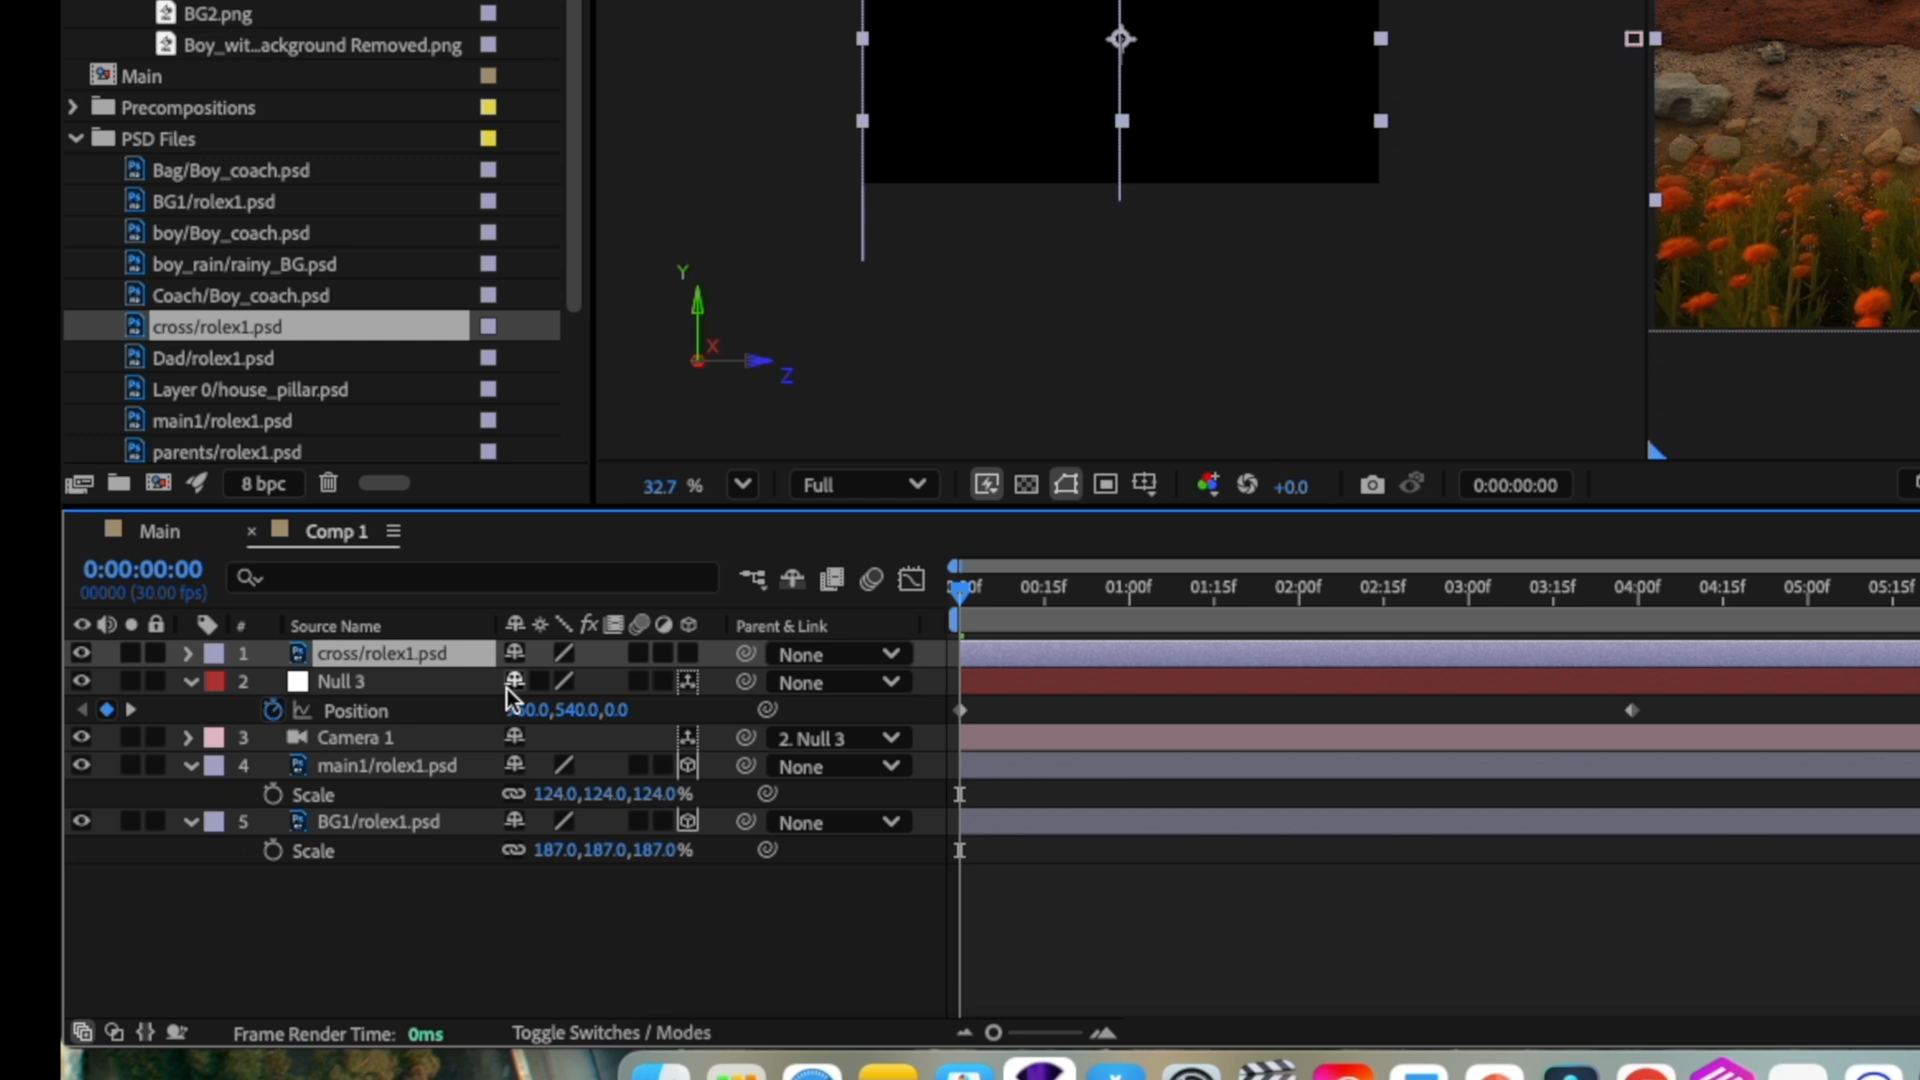 BG2.png
Boy_wit...ackground Removed.png
Main
Precompositions
PSD Files
Bag/Boy_coach.psd
BG1/rolex1.psd
boy/Boy_coach.psd
boy_rain/rainy_BG.psd
Coach/Boy_coach.psd
cross/rolex1.psd
Dad/rolex1.psd
Layer 0/house_pillar.psd
main1/rolex1.psd
parents/rolex1.psd
8 bpc
Y
X
Z
32.7 %
Full
+0.0
0:00:00:00
Main
× Comp 1
0:00:00:00
00000 (30.00 fps)
00:15f 01:00f 01:15f 02:00f 02:15f 03:00f 03:15f 04:00f 04:15f 05:00f 05:15f
# Source Name fx Parent & Link
1 cross/rolex1.psd None
2 Null 3 None
Position 540.0,0.0
3 Camera 1 2. Null 3
4 main1/rolex1.psd None
Scale 124.0,124.0,124.0%
5 BG1/rolex1.psd None
Scale 187.0,187.0,187.0%
Frame Render Time: 0ms Toggle Switches / Modes